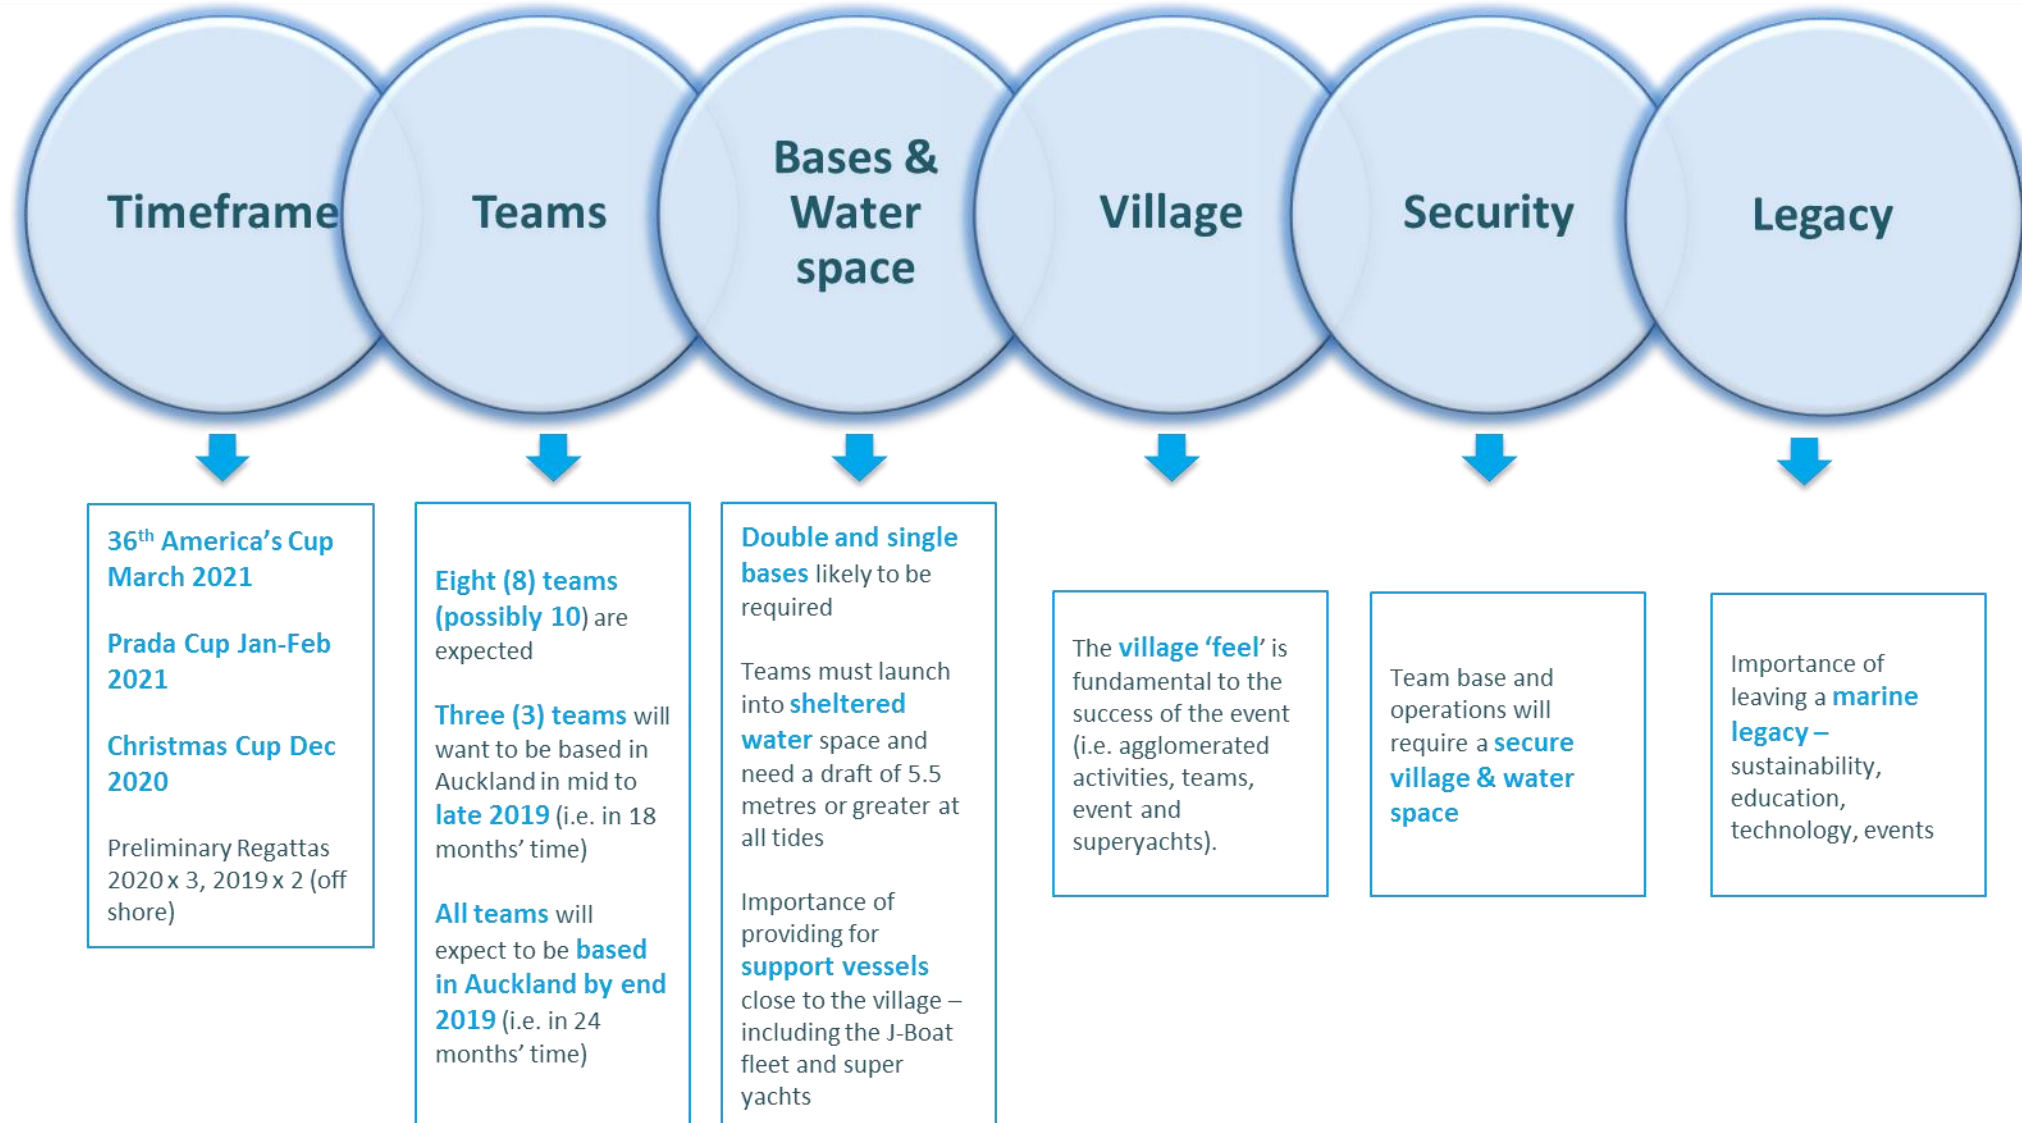 Timeframe
Teams
Bases &
Water
space
Village
Security
Legacy
36th America’s Cup
March 2021
Prada Cup Jan-Feb
2021
Christmas Cup Dec
2020
Preliminary Regattas
2020 x 3, 2019 x 2 (off
shore)
Eight (8) teams
(possibly 10) are
expected
Three (3) teams will
want to be based in
Auckland in mid to
late 2019 (i.e. in 18
months’ time)
All teams will
expect to be based
in Auckland by end
2019 (i.e. in 24
months’ time)
Double and single
bases likely to be
required
Teams must launch
into sheltered
water space and
need a draft of 5.5
metres or greater at
all tides
Importance of
providing for
support vessels
close to the village –
including the J-Boat
fleet and super
yachts
The village ‘feel’ is
fundamental to the
success of the event
(i.e. agglomerated
activities, teams,
event and
superyachts).
Team base and
operations will
require a secure
village & water
space
Importance of
leaving a marine
legacy –
sustainability,
education,
technology, events